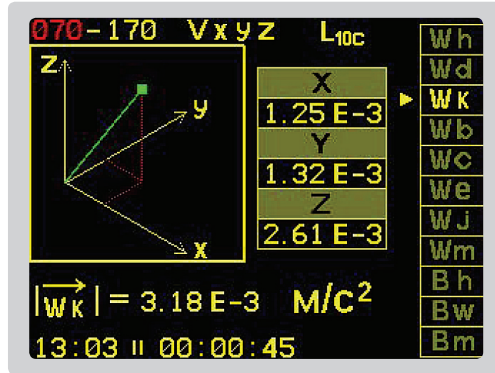 070-170 V x y z L10C
Z
y
x
X
1.25 E-3
Y
1.32 E-3
Z
2.61 E-3
|WK| = 3.18 E-3 M/C²
13:03 II 00:00:45
Wh
Wd
WK
Wb
Wc
We
Wj
Wm
Bh
Bw
Bm